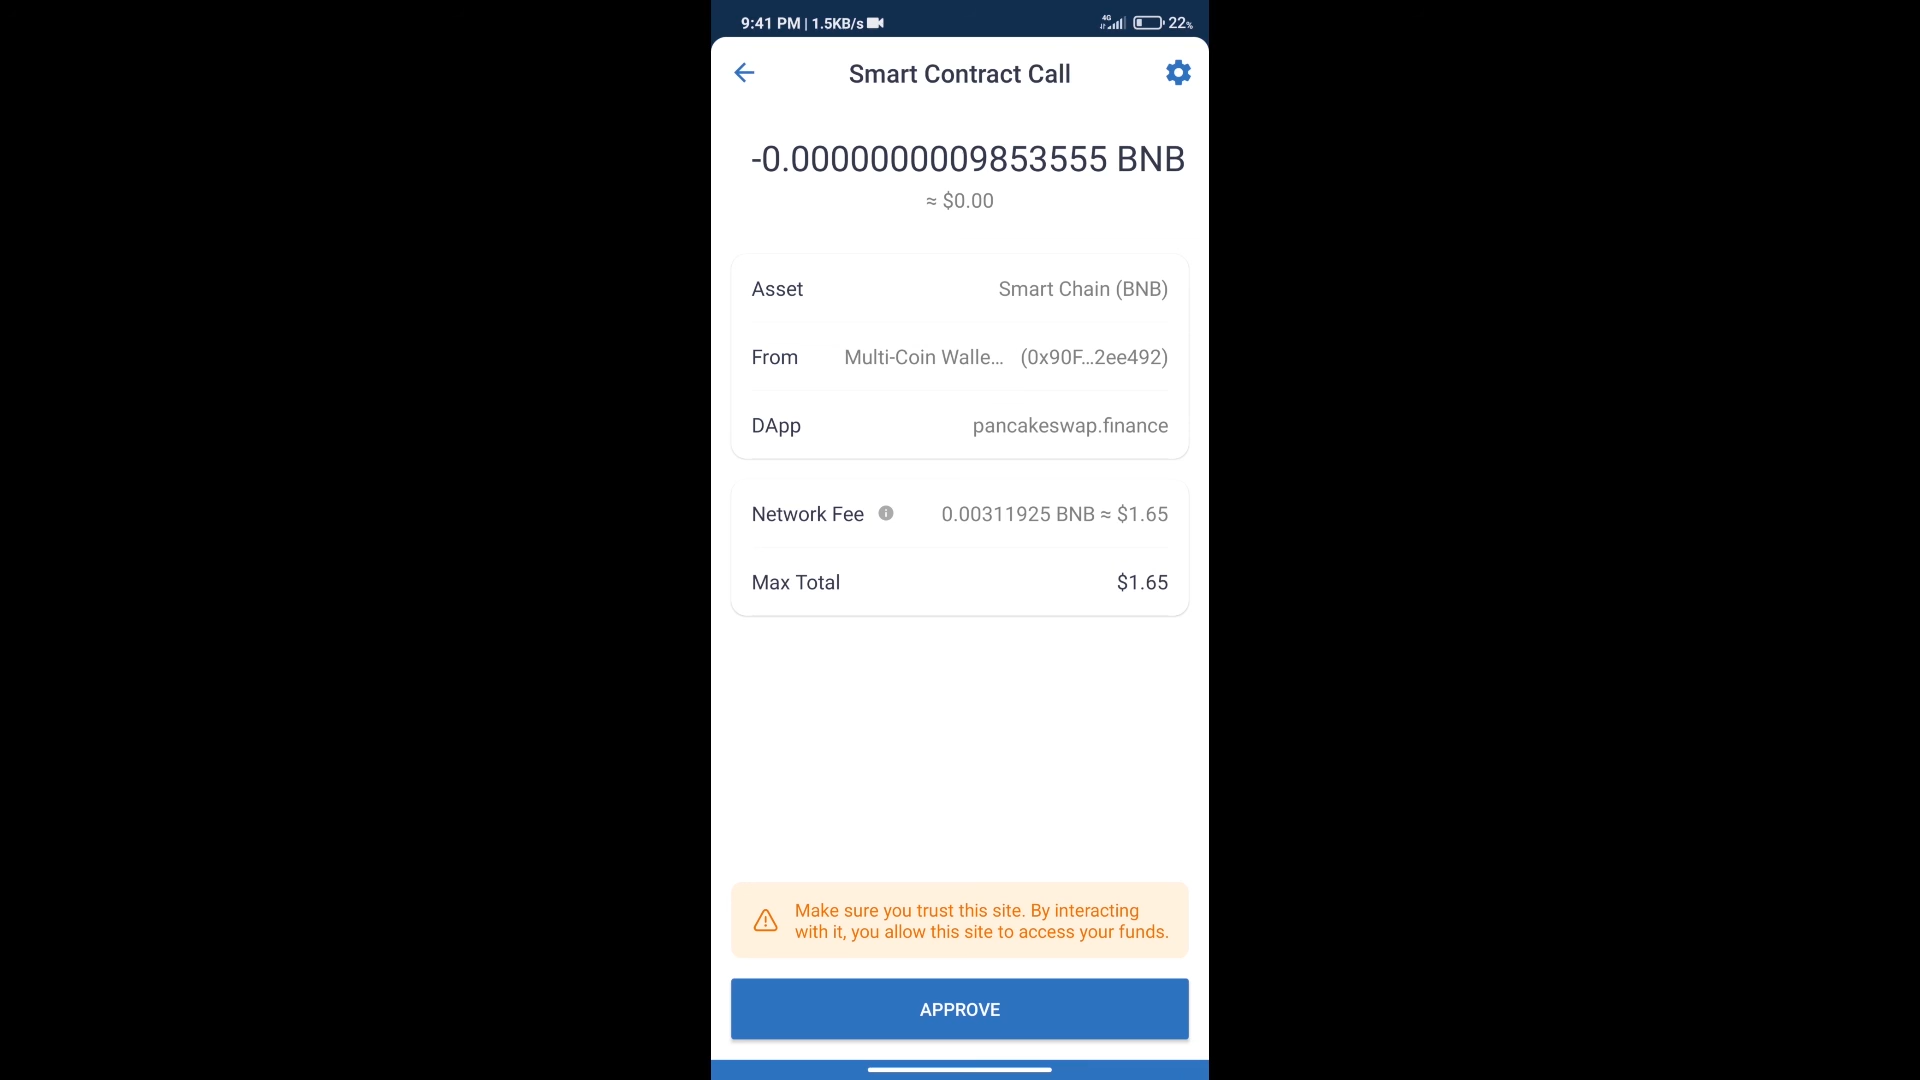 9:41 PM | 1.5KB/s 4G 22%
Smart Contract Call
-0.0000000009853555 BNB
≈ $0.00
Asset Smart Chain (BNB)
From Multi-Coin Walle... (0x90F...2ee492)
DApp pancakeswap.finance
Network Fee 0.00311925 BNB ≈ $1.65
Max Total $1.65
Make sure you trust this site. By interacting
with it, you allow this site to access your funds.
APPROVE